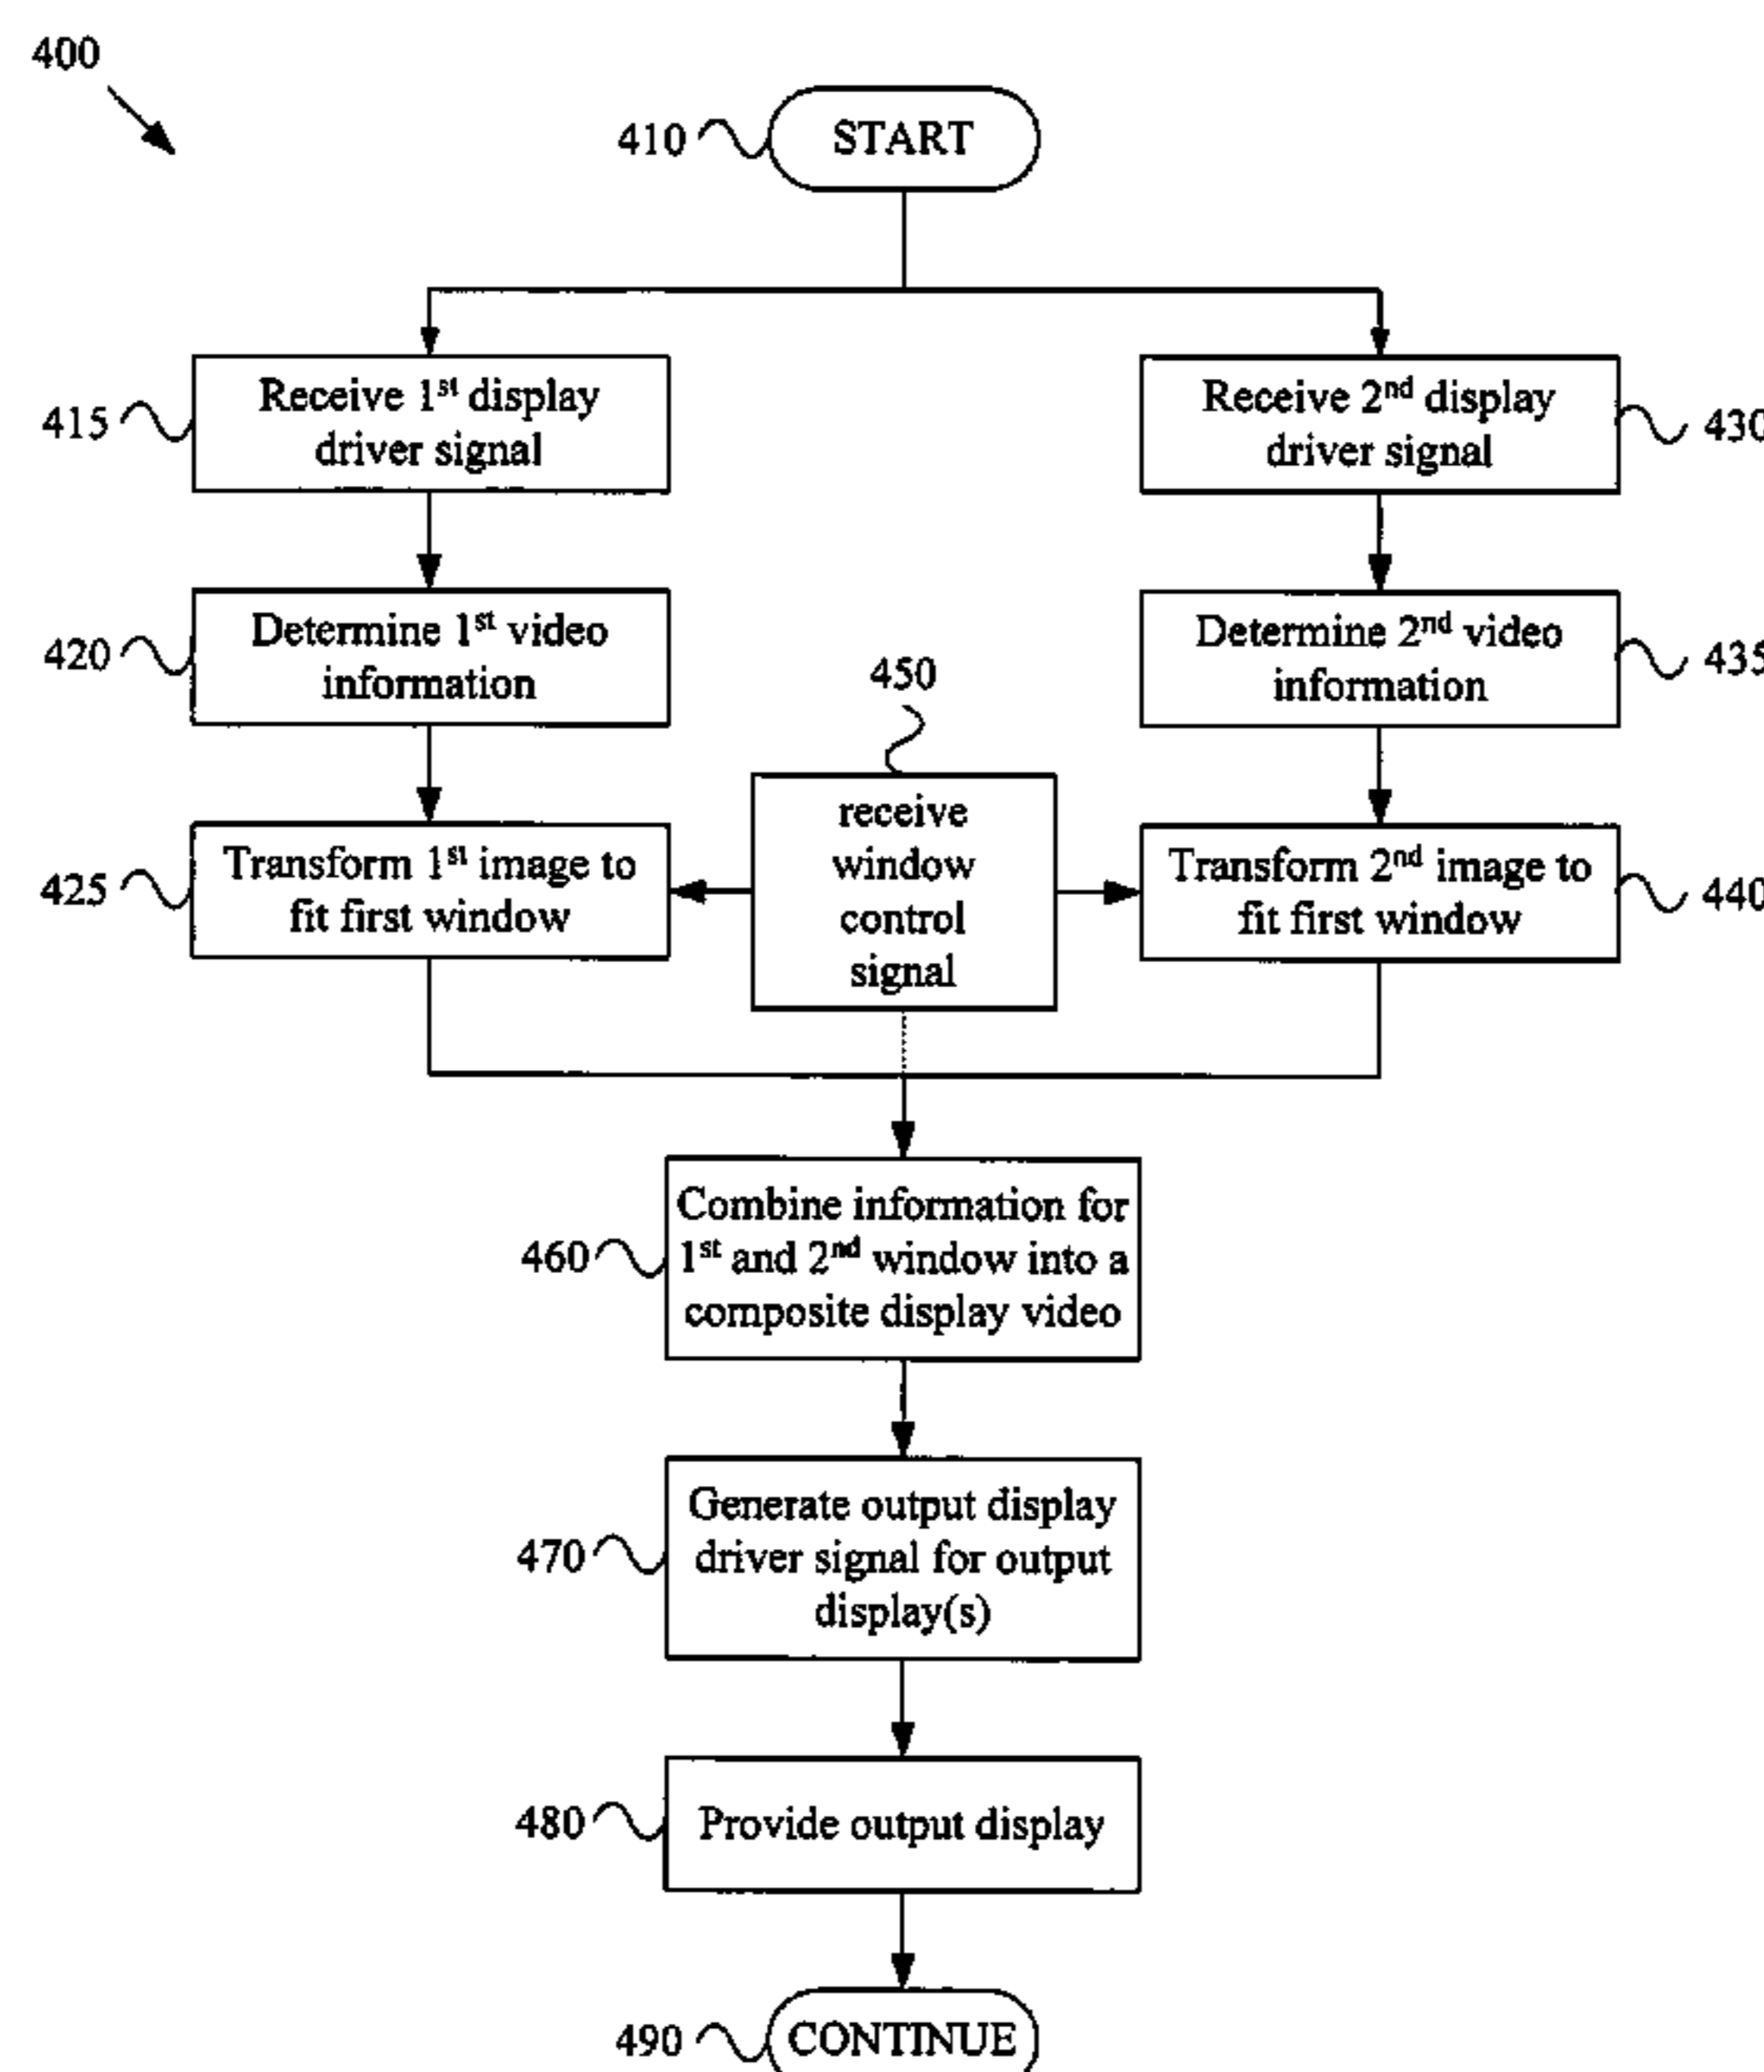 400
410
START
415
Receive 1st display
driver signal
Receive 2nd display
driver signal
430
420
Determine 1st video
information
Determine 2nd video
information
435
450
425
Transform 1st image to
fit first window
receive
window
control
signal
Transform 2nd image to
fit first window
440
460
Combine information for
1st and 2nd window into a
composite display video
470
Generate output display
driver signal for output
display(s)
480
Provide output display
490
CONTINUE